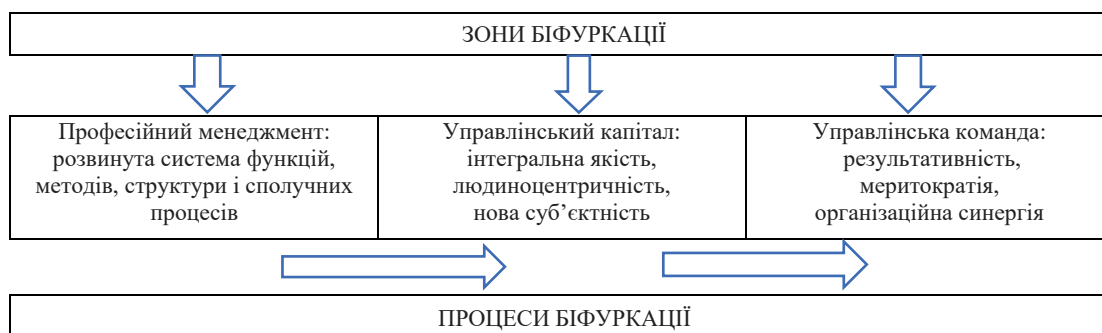 ЗОНИ БІФУРКАЦІЇ
Професійний менеджмент:
розвинута система функцій,
методів, структури і сполучних
процесів
Управлінський капітал:
інтегральна якість,
людиноцентричність,
нова суб’єктність
Управлінська команда:
результативність,
меритократія,
організаційна синергія
ПРОЦЕСИ БІФУРКАЦІЇ